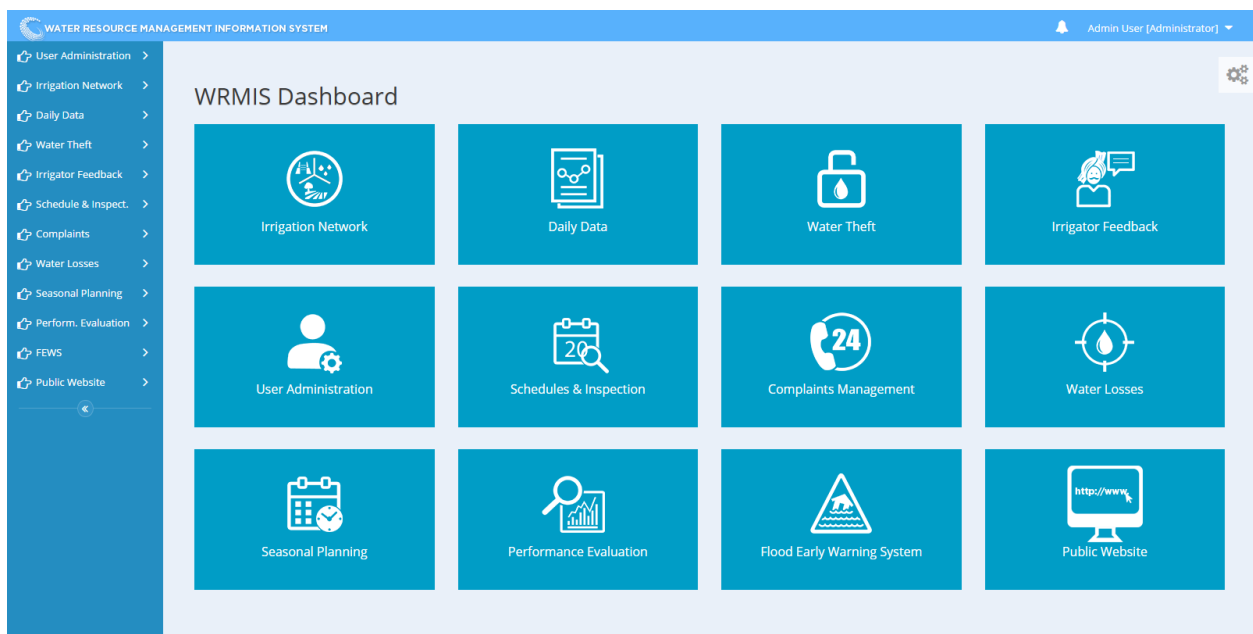 WATER RESOURCE MANAGEMENT INFORMATION SYSTEM
Admin User [Administrator]
User Administration
Irrigation Network
Daily Data
Water Theft
Irrigator Feedback
Schedule & Inspect.
Complaints
Water Losses
Seasonal Planning
Perform. Evaluation
FEWS
Public Website
WRMIS Dashboard
Irrigation Network
Daily Data
Water Theft
Irrigator Feedback
User Administration
20
Schedules & Inspection
24
Complaints Management
Water Losses
Seasonal Planning
Performance Evaluation
Flood Early Warning System
http://www.
Public Website